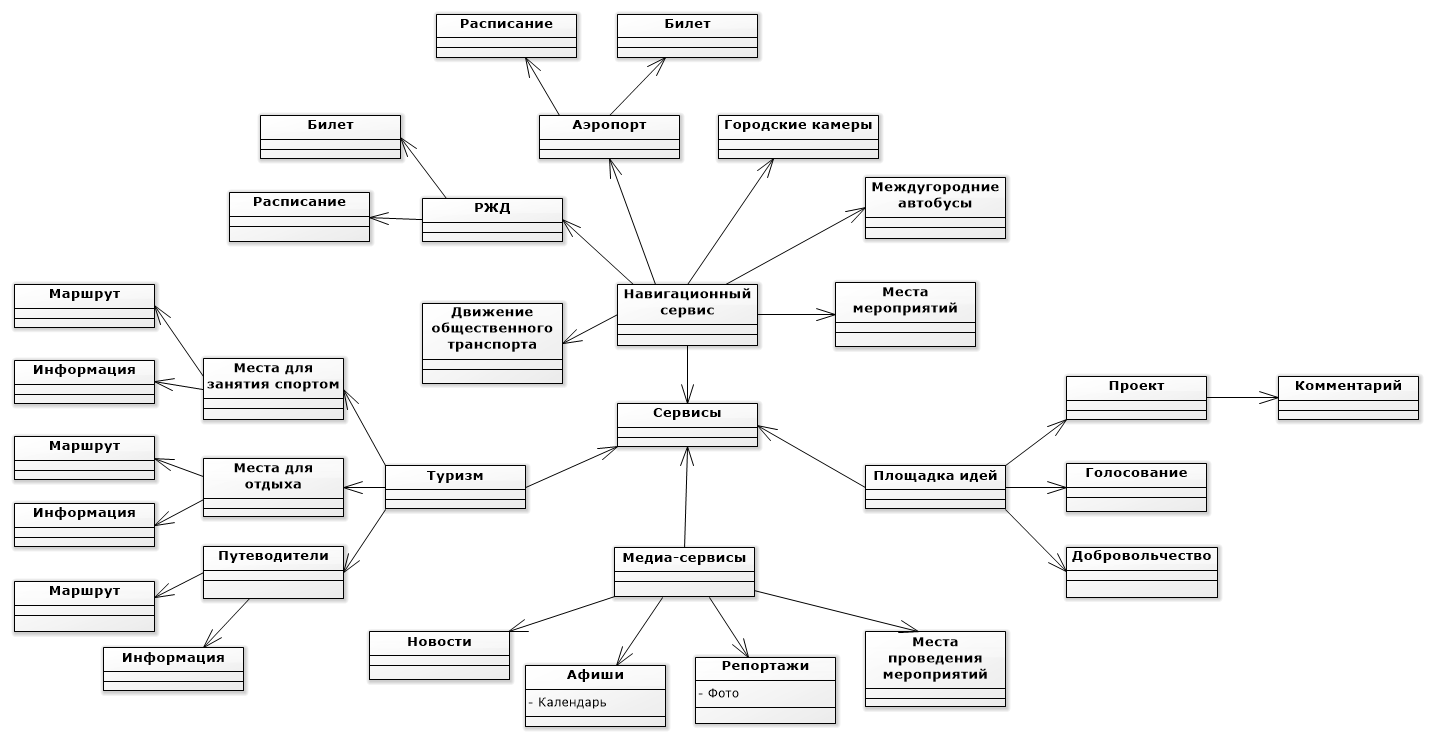 Расписание
Билет
Билет
Аэропорт
Городские камеры
Междугородние
автобусы
Расписание
РЖД
Маршрут
Движение
общественного
транспорта
Навигационный
сервис
Места
мероприятий
Информация
Места для
занятия спортом
Сервисы
Проект
Комментарий
Маршрут
Места для
отдыха
Туризм
Площадка идей
Голосование
Информация
Путеводители
Медиа-сервисы
Добровольчество
Маршрут
Информация
Новости
Афиши
- Календарь
Репортажи
- Фото
Места
проведения
мероприятий